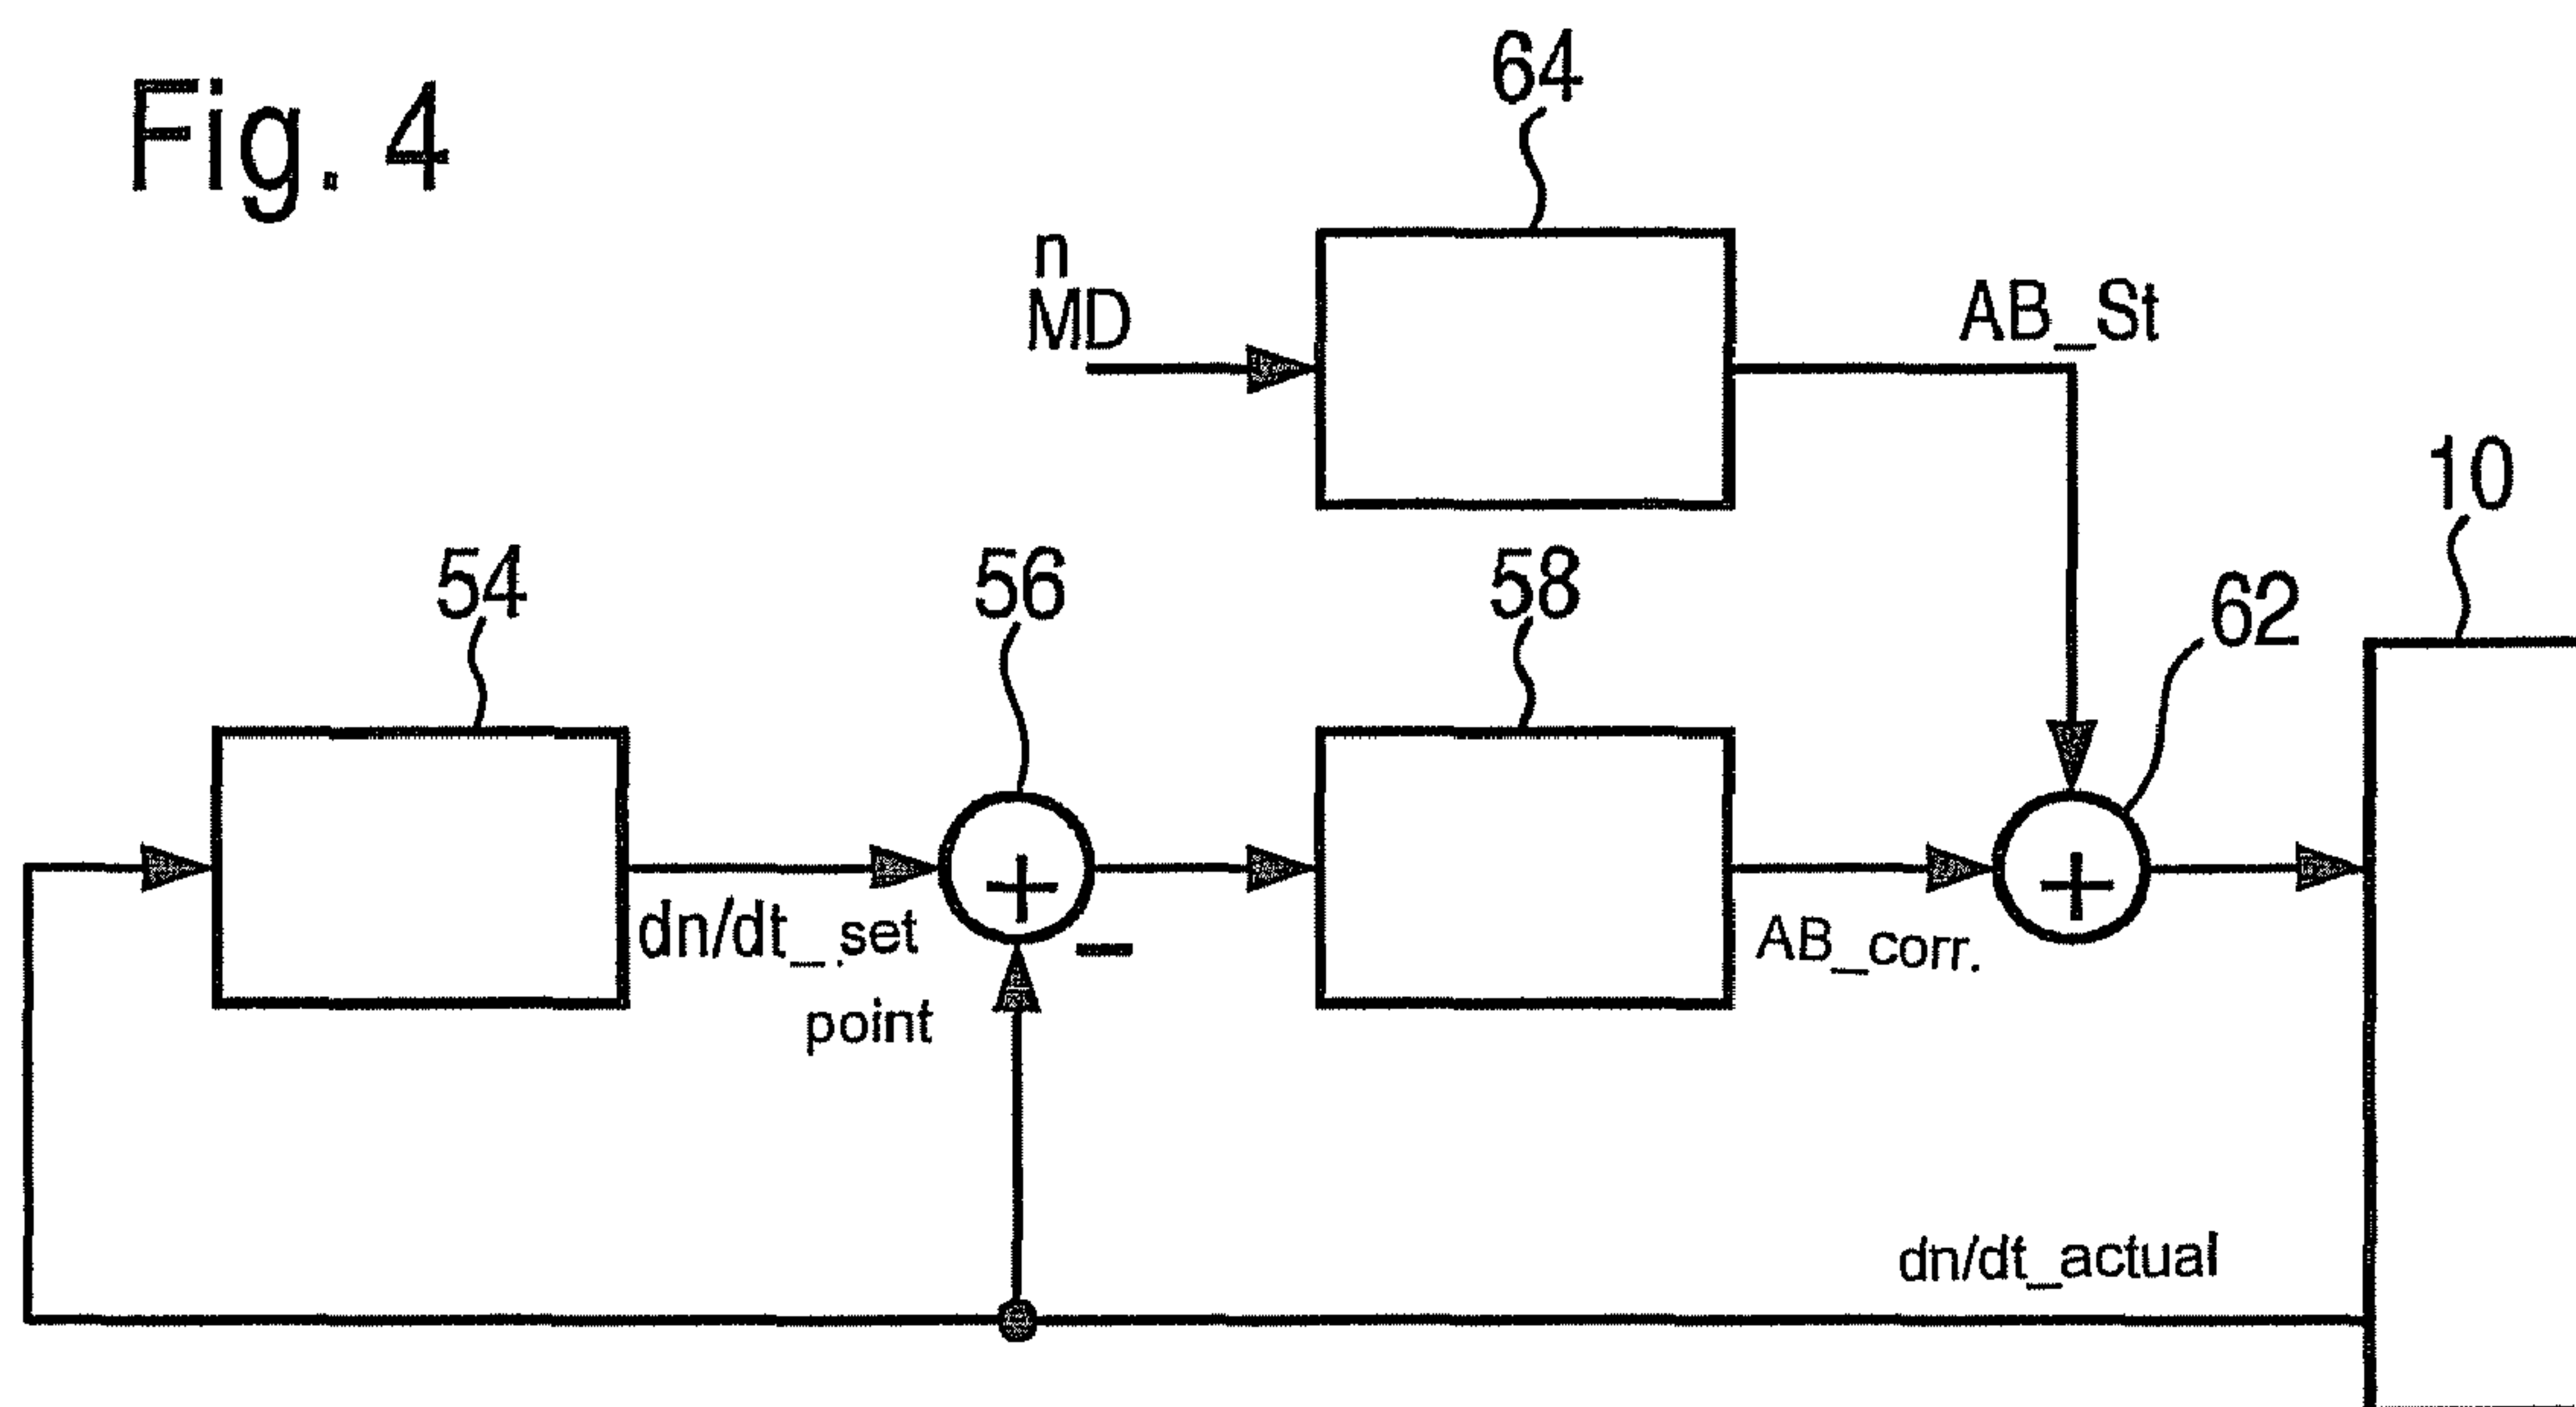 Fig. 4
64
n
MD
AB_St
10
54
56
58
62
+
+
dn/dt_set
-
AB_corr.
point
dn/dt_actual